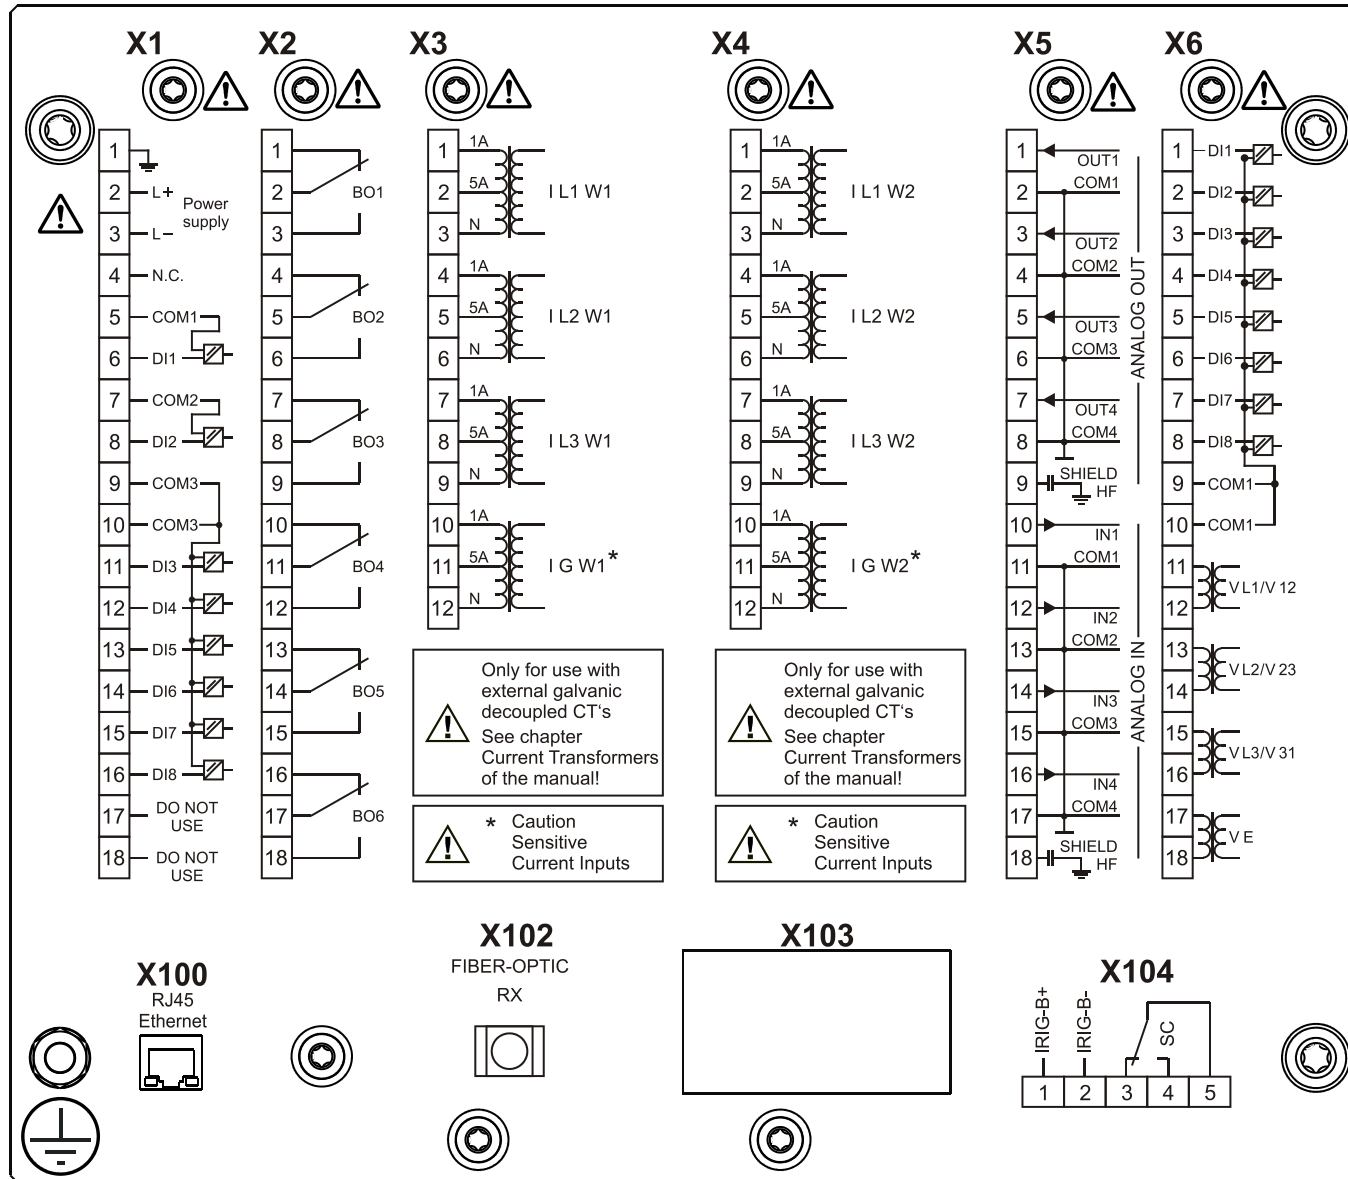 X1
1
2 L+
Power
supply
3 L–
4 N.C.
5 COM1
6 DI1
7 COM2
8 DI2
9 COM3
10 COM3
11 DI3
12 DI4
13 DI5
14 DI6
15 DI7
16 DI8
17 DO NOT
USE
18 DO NOT
USE
X2
1
2 BO1
3
4
5 BO2
6
7
8 BO3
9
10
11 BO4
12
13
14 BO5
15
16
17 BO6
18
X3
1 1A
2 5A I L1 W1
3 N
4 1A
5 5A I L2 W1
6 N
7 1A
8 5A I L3 W1
9 N
10 1A
11 5A I G W1*
12 N
Only for use with
external galvanic
decoupled CT‘s
See chapter
Current Transformers
of the manual!
* Caution
Sensitive
Current Inputs
X4
1 1A
2 5A I L1 W2
3 N
4 1A
5 5A I L2 W2
6 N
7 1A
8 5A I L3 W2
9 N
10 1A
11 5A I G W2*
12 N
Only for use with
external galvanic
decoupled CT‘s
See chapter
Current Transformers
of the manual!
* Caution
Sensitive
Current Inputs
X5
1 OUT1
2 COM1
3 OUT2
4 COM2
5 OUT3
6 COM3
7 OUT4
8 COM4
9 SHIELD
HF
ANALOG OUT
10 IN1
11 COM1
12 IN2
13 COM2
14 IN3
15 COM3
16 IN4
17 COM4
18 SHIELD
HF
ANALOG IN
X6
1 DI1
2 DI2
3 DI3
4 DI4
5 DI5
6 DI6
7 DI7
8 DI8
9 COM1
10 COM1
11
V L1/V 12
12
13
V L2/V 23
14
15
V L3/V 31
16
17
V E
18
X100
RJ45
Ethernet
X102
FIBER-OPTIC
RX
X103
X104
IRIG-B+
IRIG-B-
SC
1 2 3 4 5